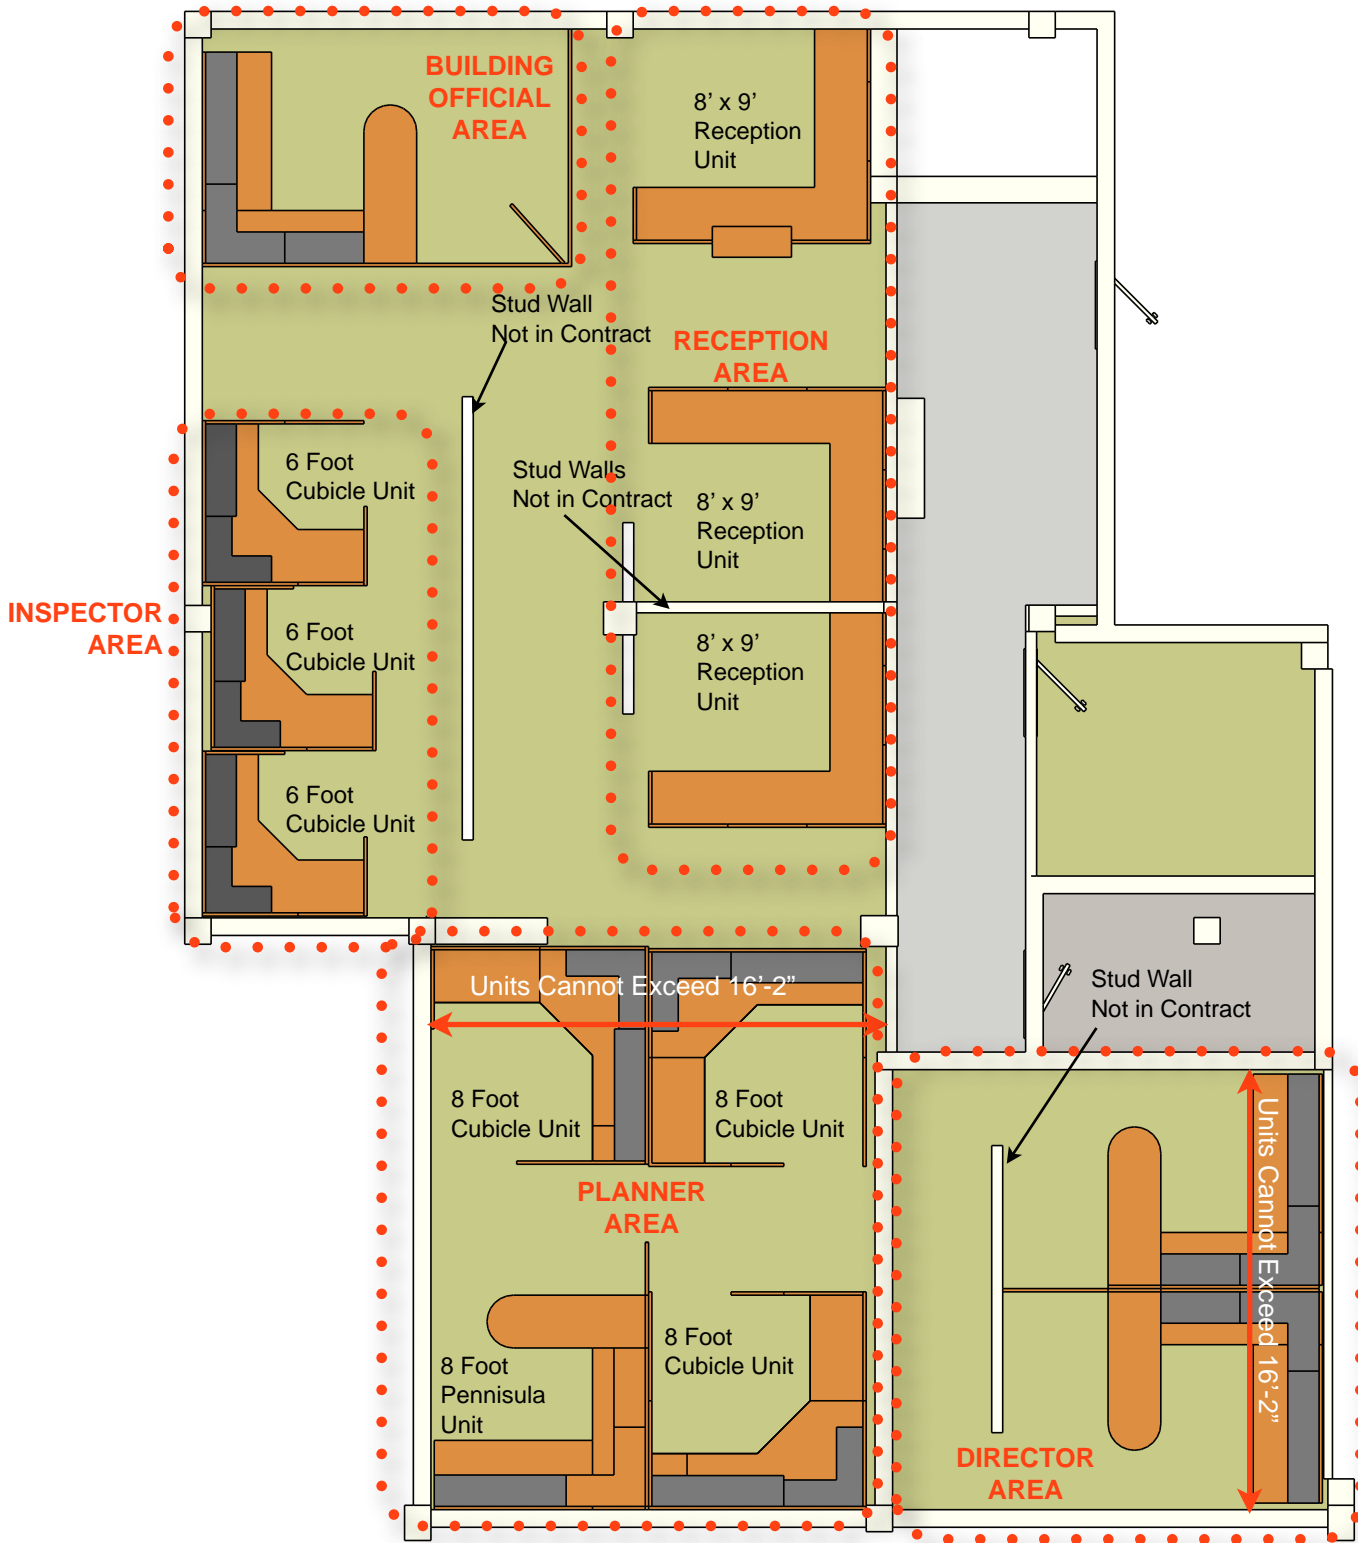 BUILDING
OFFICIAL
AREA
8’ x 9’
Reception
Unit
Stud Wall
Not in Contract
RECEPTION
AREA
6 Foot
Cubicle Unit
Stud Walls
Not in Contract
8’ x 9’
Reception
Unit
INSPECTOR
AREA
6 Foot
Cubicle Unit
8’ x 9’
Reception
Unit
6 Foot
Cubicle Unit
Units Cannot Exceed 16’-2”
Stud Wall
Not in Contract
8 Foot
Cubicle Unit
8 Foot
Cubicle Unit
Units Cannot Exceed 16’-2”
PLANNER
AREA
8 Foot
Cubicle Unit
8 Foot
Pennisula
Unit
DIRECTOR
AREA